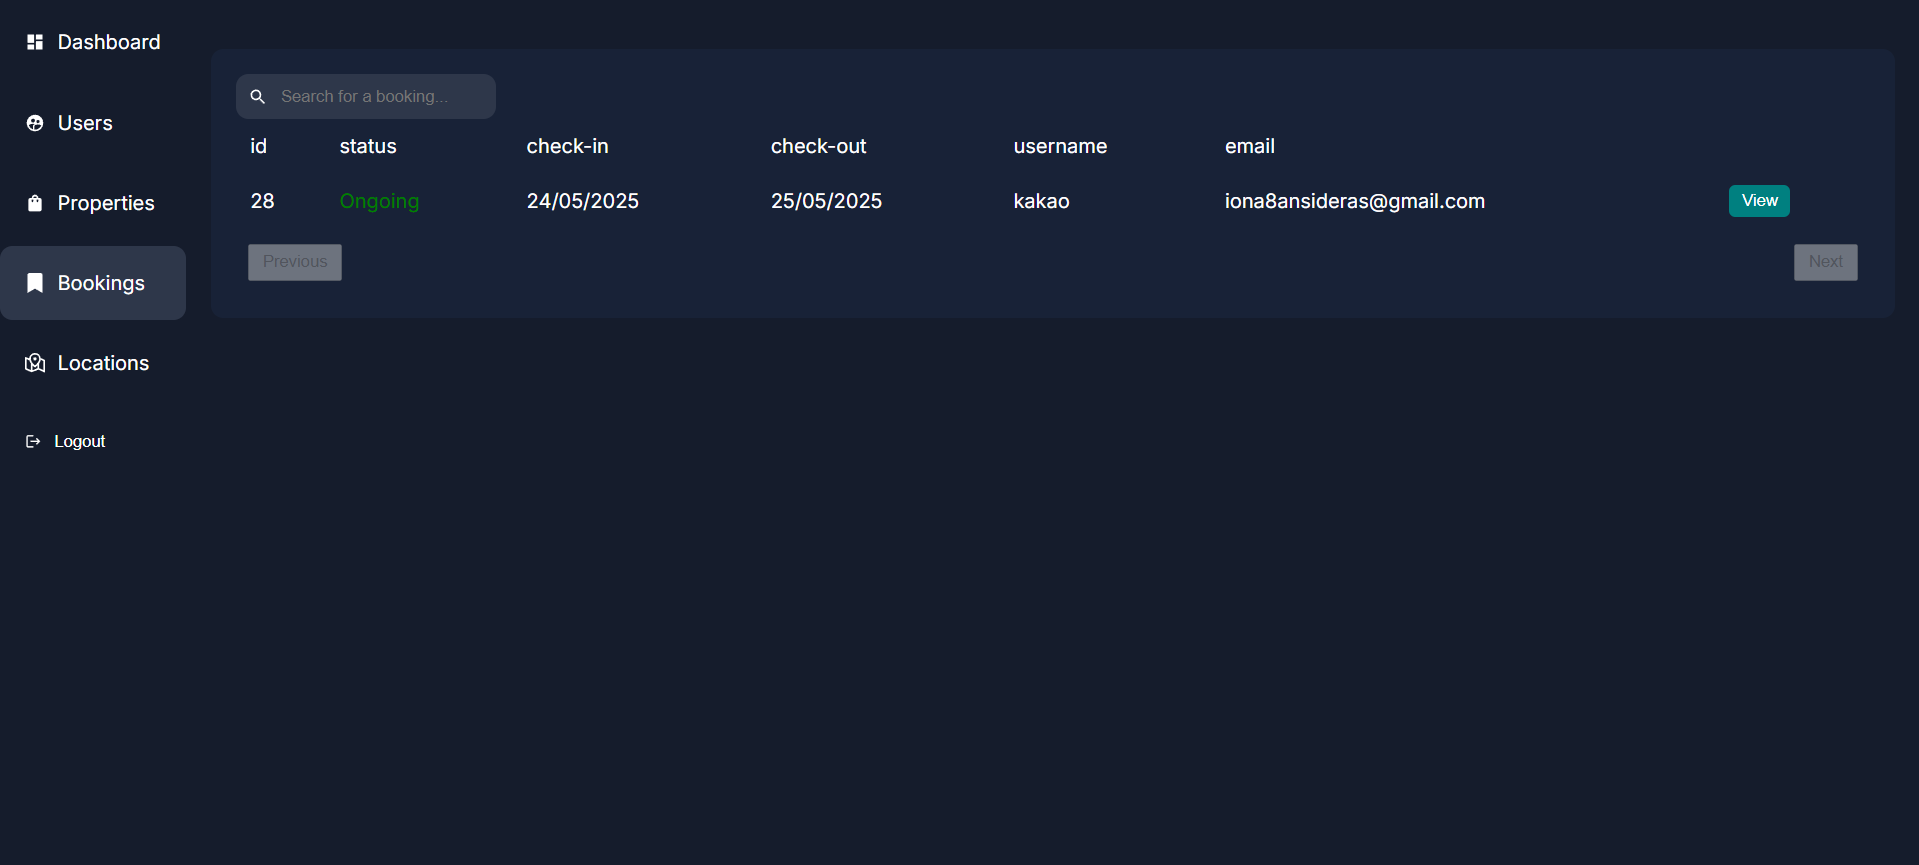 Dashboard
Users
Properties
Bookings
Locations
Logout
Search for a booking...
id status check-in check-out username email
28 Ongoing 24/05/2025 25/05/2025 kakao iona8ansideras@gmail.com View
Previous Next